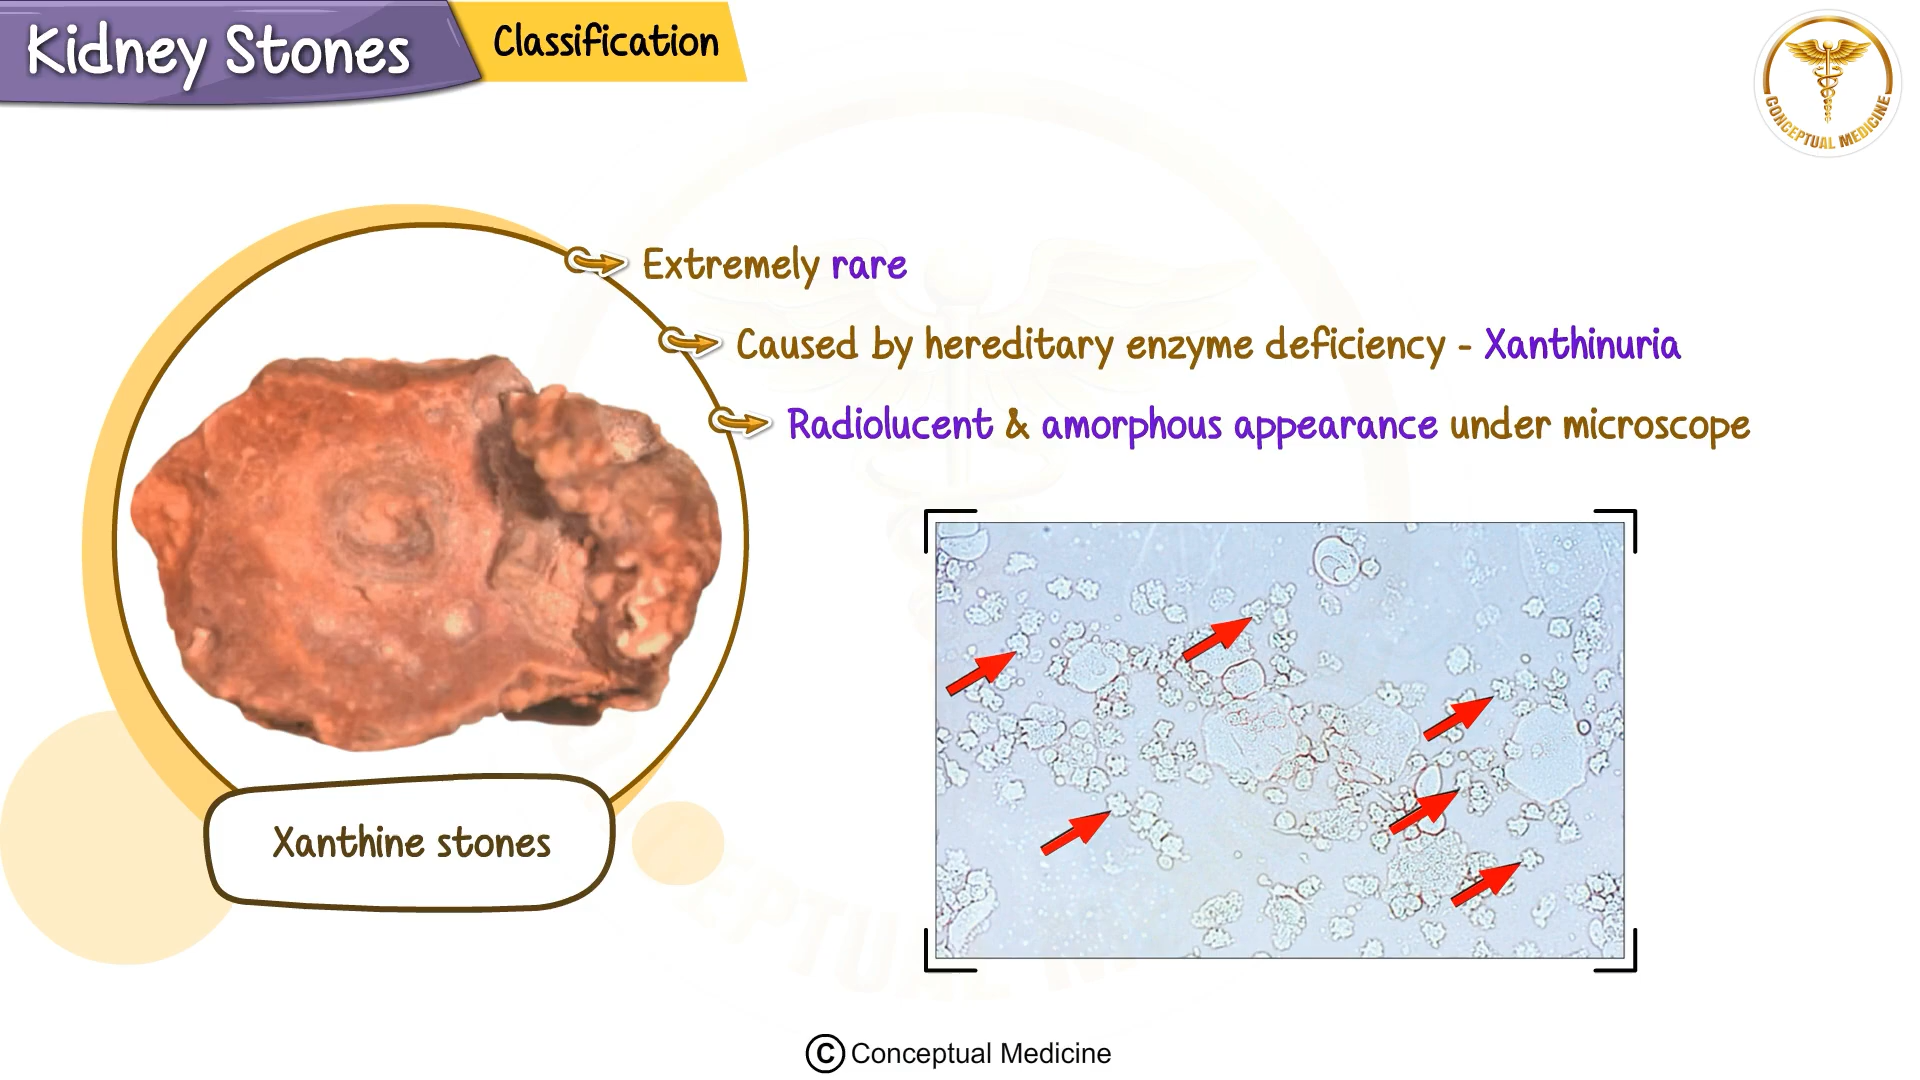 Kidney Stones
Classification
CONCEPTUAL MEDICINE
Extremely rare
Caused by hereditary enzyme deficiency - Xanthinuria
Radiolucent & amorphous appearance under microscope
Xanthine stones
© Conceptual Medicine